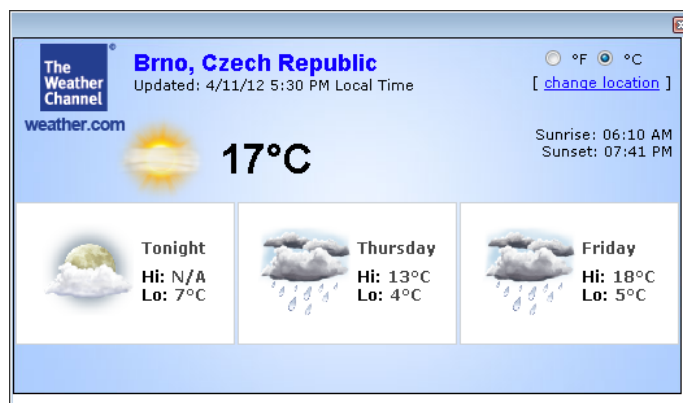 The
Weather
Channel
®
weather.com
Brno, Czech Republic
Updated: 4/11/12 5:30 PM Local Time
°F °C
[ change location ]
17°C
Sunrise: 06:10 AM
Sunset: 07:41 PM
Tonight
Hi: N/A
Lo: 7°C
Thursday
Hi: 13°C
Lo: 4°C
Friday
Hi: 18°C
Lo: 5°C